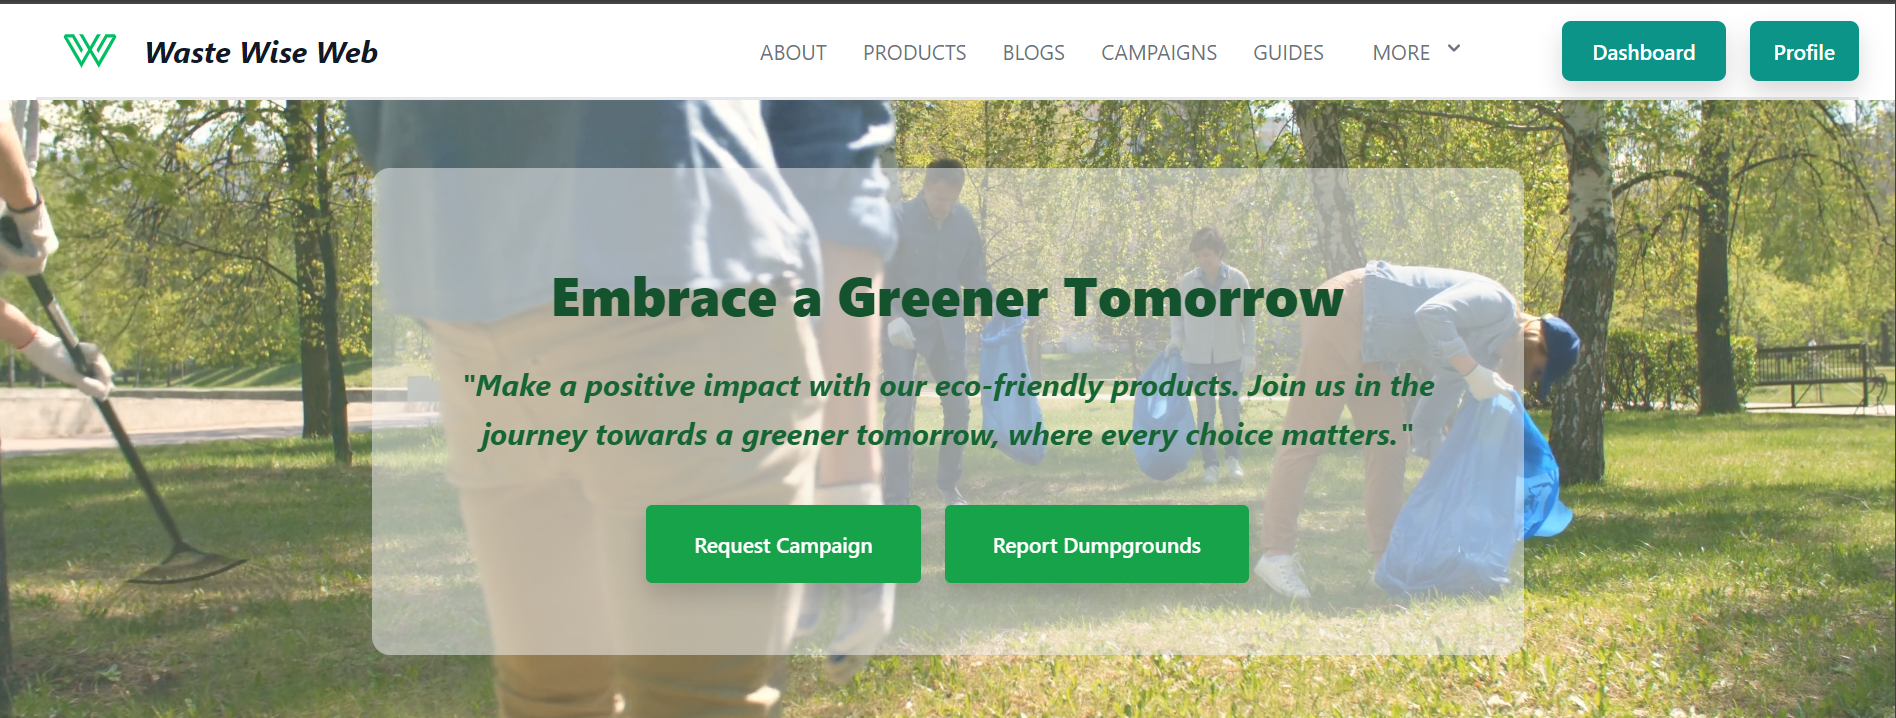 Waste Wise Web
ABOUT PRODUCTS BLOGS CAMPAIGNS GUIDES MORE
Dashboard Profile
Embrace a Greener Tomorrow
"Make a positive impact with our eco-friendly products. Join us in the
journey towards a greener tomorrow, where every choice matters."
Request Campaign Report Dumpgrounds